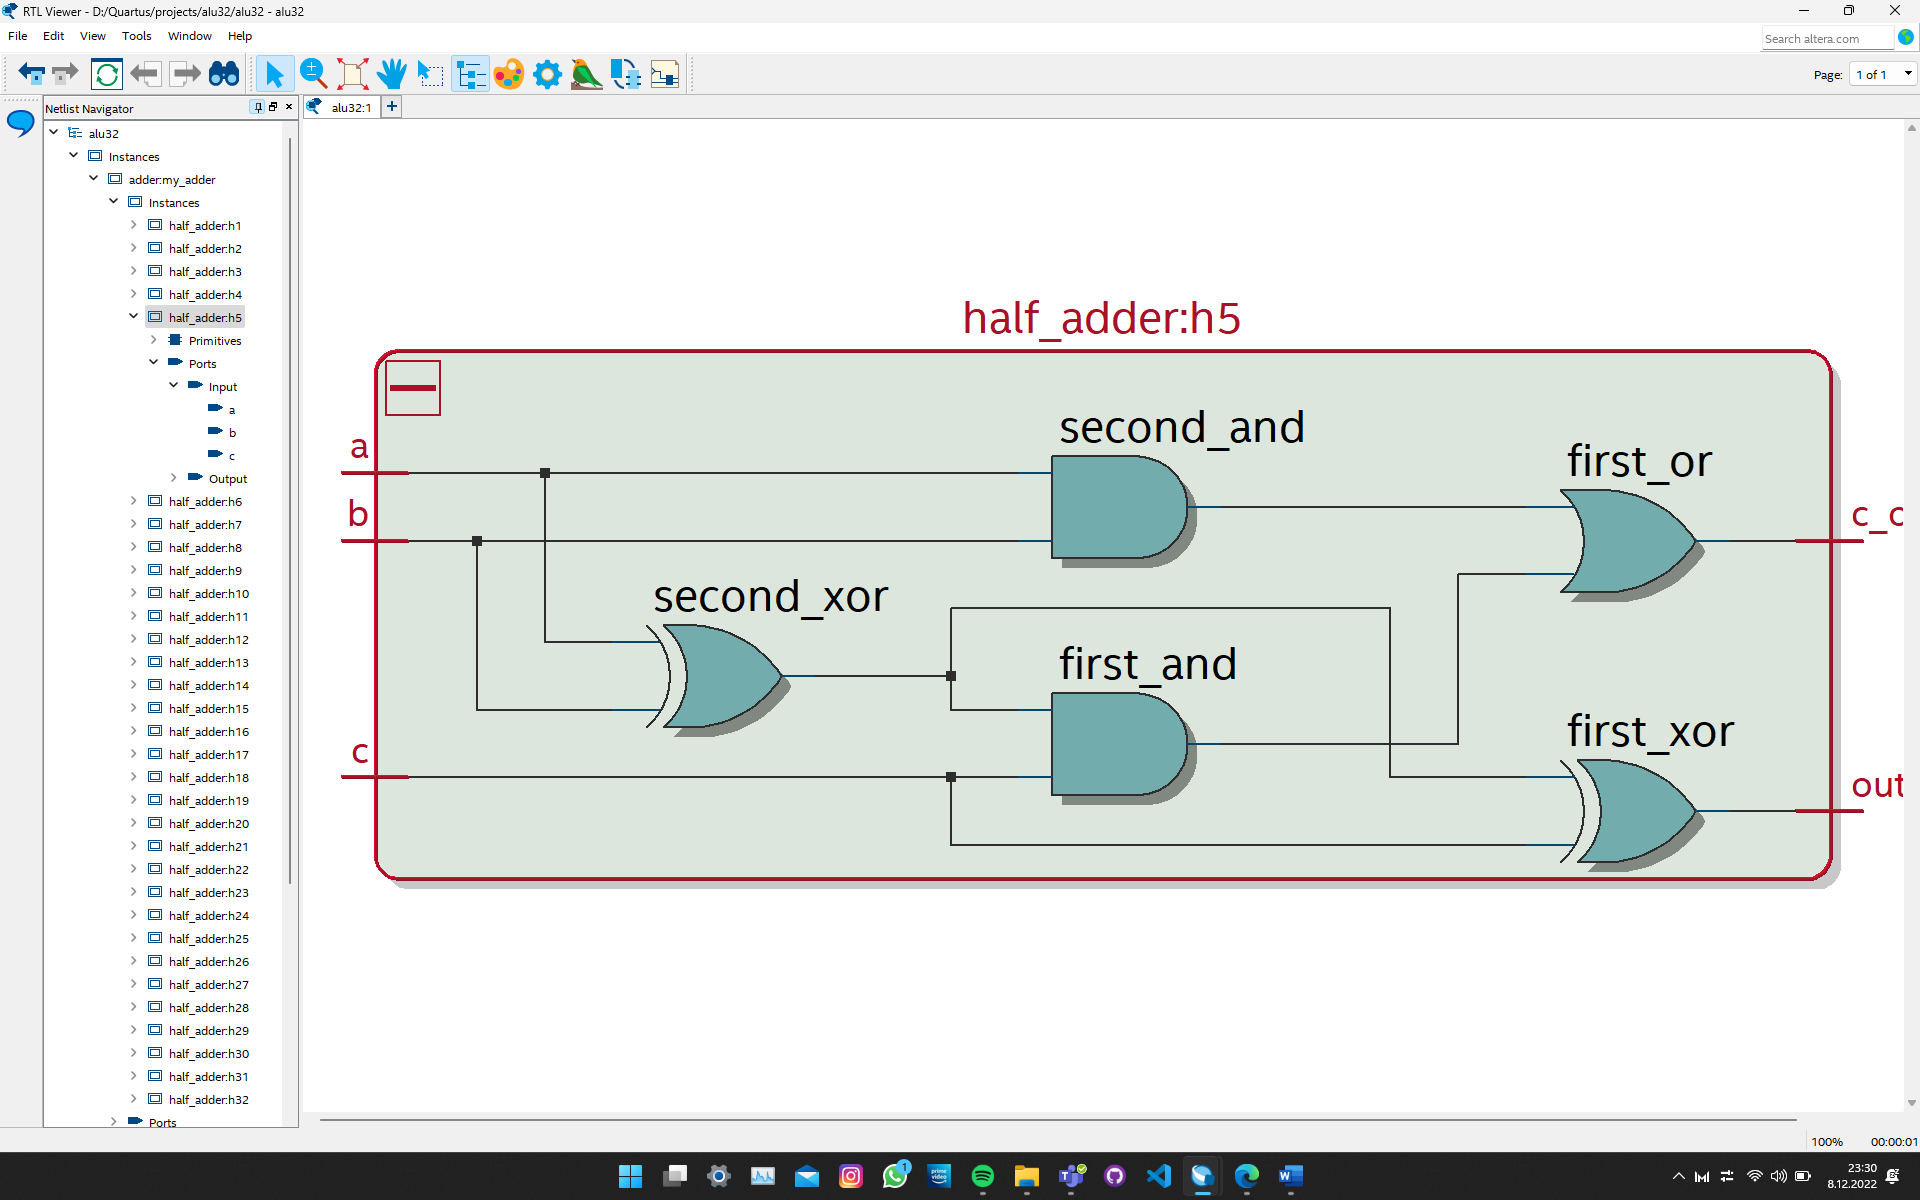 RTL Viewer - D:/Quartus/projects/alu32/alu32 - alu32
File Edit View Tools Window Help
Search altera.com
Page: 1 of 1
Netlist Navigator
alu32:1
alu32
Instances
adder:my_adder
Instances
half_adder:h1
half_adder:h2
half_adder:h3
half_adder:h4
half_adder:h5
Primitives
Ports
Input
a
b
c
Output
half_adder:h6
half_adder:h7
half_adder:h8
half_adder:h9
half_adder:h10
half_adder:h11
half_adder:h12
half_adder:h13
half_adder:h14
half_adder:h15
half_adder:h16
half_adder:h17
half_adder:h18
half_adder:h19
half_adder:h20
half_adder:h21
half_adder:h22
half_adder:h23
half_adder:h24
half_adder:h25
half_adder:h26
half_adder:h27
half_adder:h28
half_adder:h29
half_adder:h30
half_adder:h31
half_adder:h32
Ports
half_adder:h5
second_and
a
first_or
b
second_xor
first_and
first_xor
c
out
100% 00:00:01
1
prime video
23:30
8.12.2022